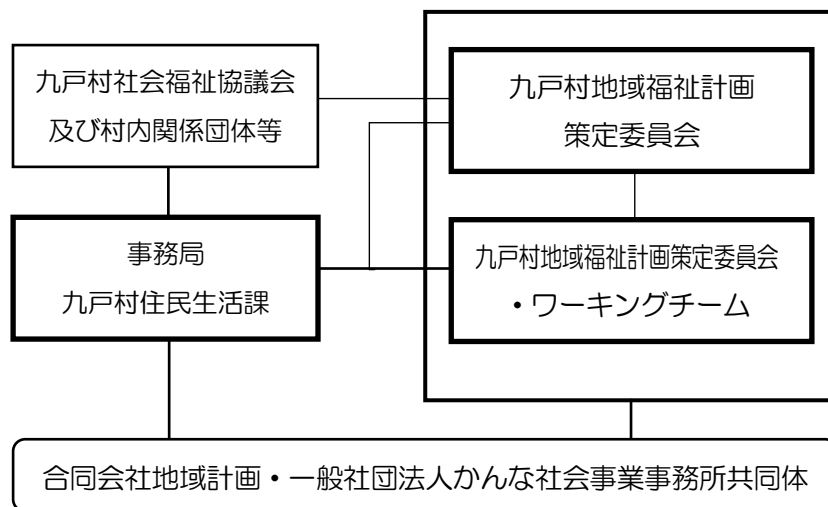 九戸村社会福祉協議会
及び村内関係団体等
九戸村地域福祉計画
策定委員会
事務局
九戸村住民生活課
九戸村地域福祉計画策定委員会
・ワーキングチーム
合同会社地域計画・一般社団法人かんな社会事業事務所共同体